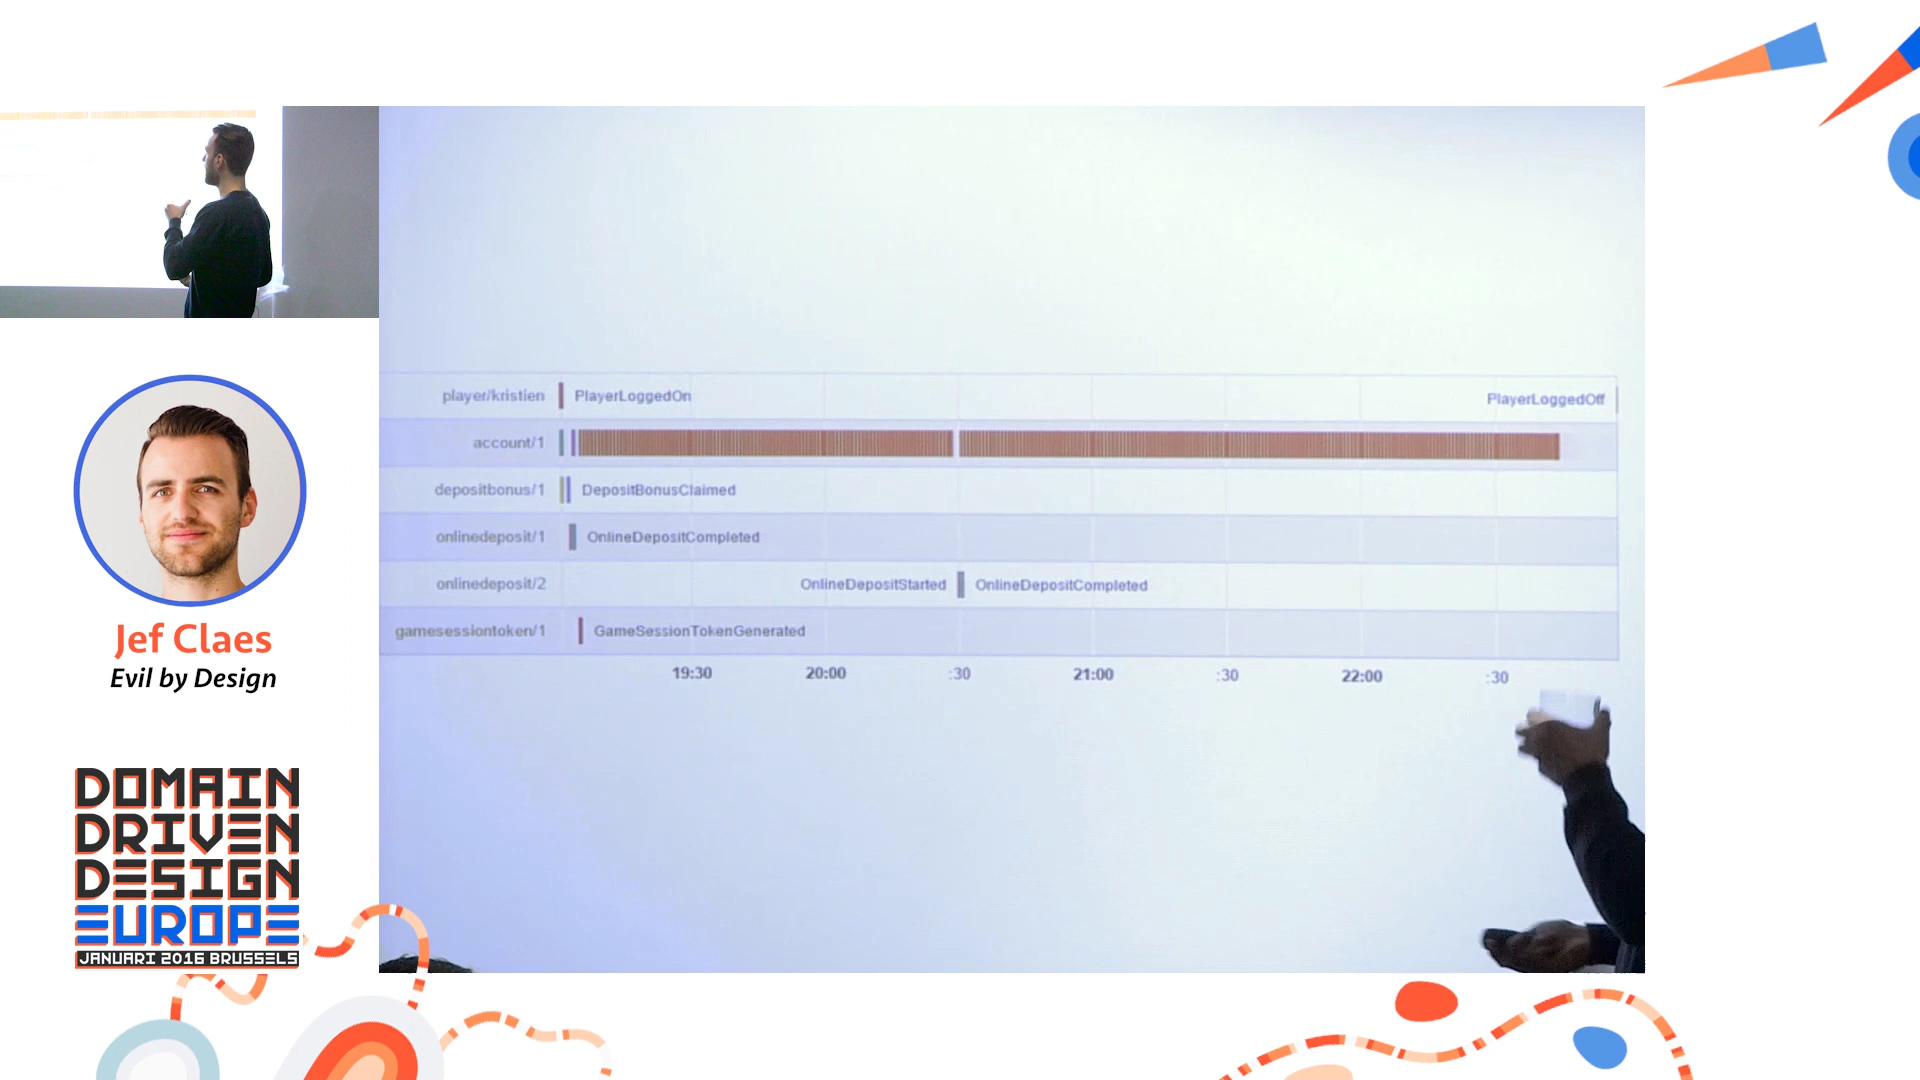 player/kristien PlayerLoggedOn PlayerLoggedOff
account/1
depositbonus/1 DepositBonusClaimed
onlinedeposit/1 OnlineDepositCompleted
onlinedeposit/2 OnlineDepositStarted OnlineDepositCompleted
gamesessiontoken/1 GameSessionTokenGenerated
19:30 20:00 :30 21:00 :30 22:00 :30
Jef Claes
Evil by Design
DOMAIN
DRIVEN
DESIGN
EUROPE
JANUARI 2016 BRUSSELS